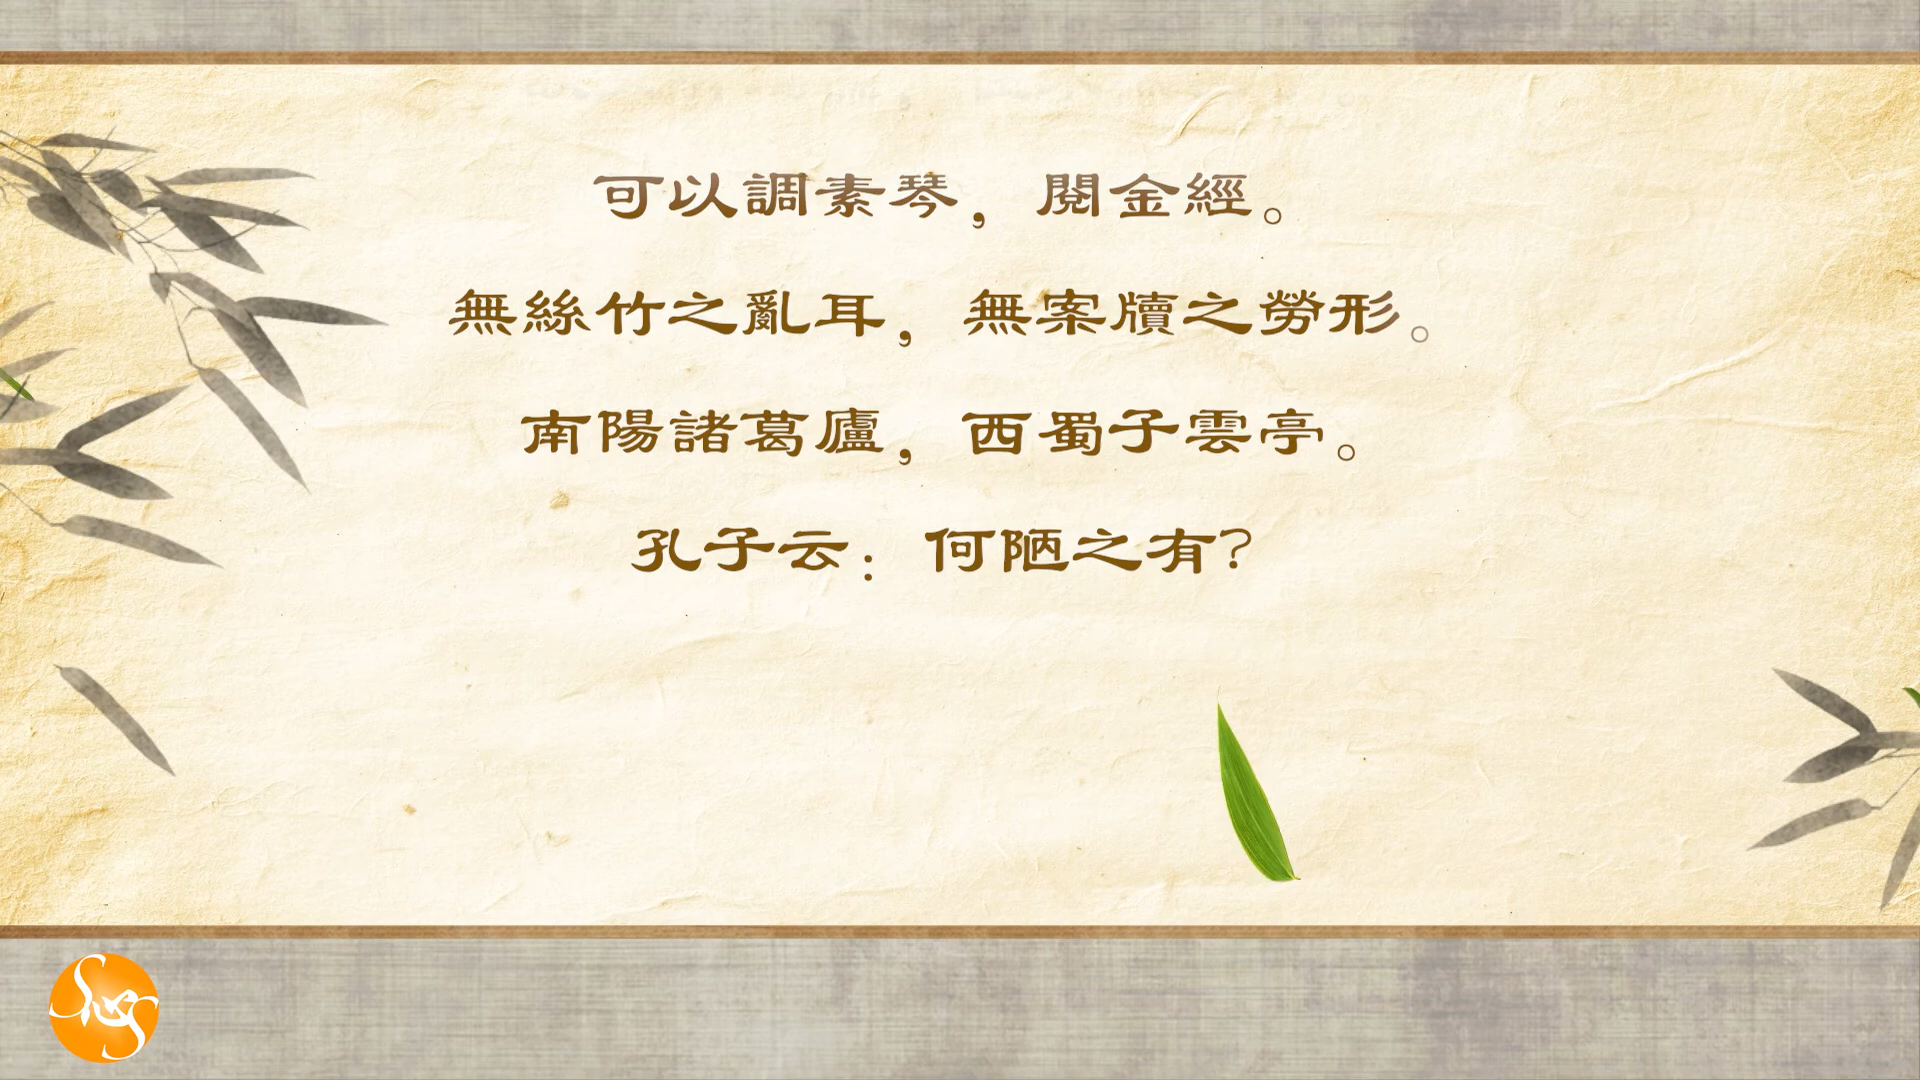 可以調素琴，閱金經。
無絲竹之亂耳，無案牘之勞形。
南陽諸葛廬，西蜀子雲亭。
孔子云：何陋之有？